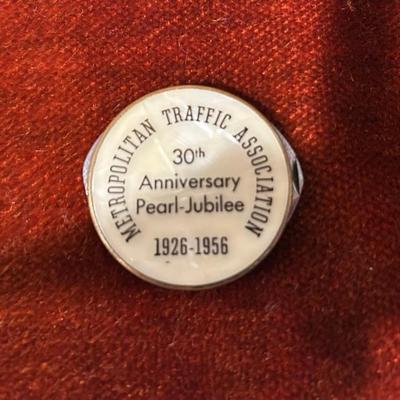 METROPOLITAN TRAFFIC ASSOCIATION
30th
Anniversary
Pearl-Jubilee
1926-1956